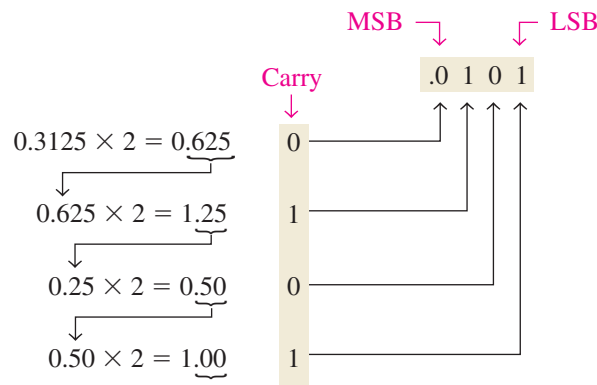 MSB LSB
.0 1 0 1
Carry
0.3125 × 2 = 0.625 0
0.625 × 2 = 1.25 1
0.25 × 2 = 0.50 0
0.50 × 2 = 1.00 1